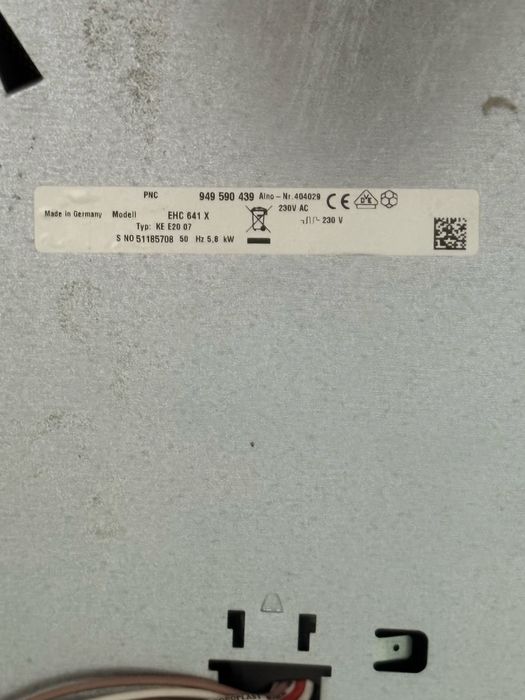 PNC 949 590 439 Alno - Nr. 404029
Made in Germany Modell EHC 641 X 230V AC
Typ: KE E20 07 230 V
S NO 51185708 50 Hz 5,8 kW